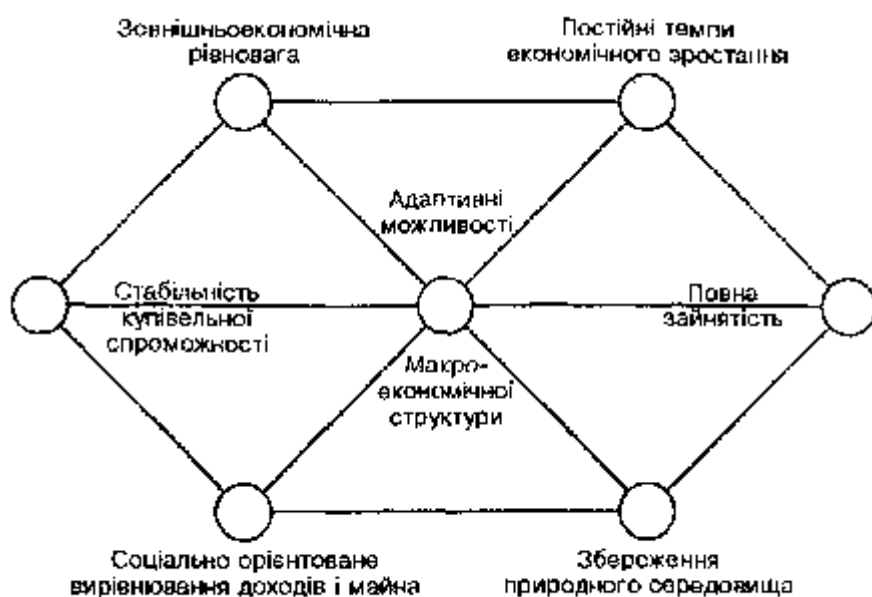 Зовнішньоекономічна
рівновага
Постійні темпи
економічного зростання
Адаптивні
можливості
Стабільність
купівельної
спроможності
Повна
зайнятість
Макро-
економічної
структури
Соціально орієнтоване
вирівнювання доходів і майна
Збереження
природного середовища